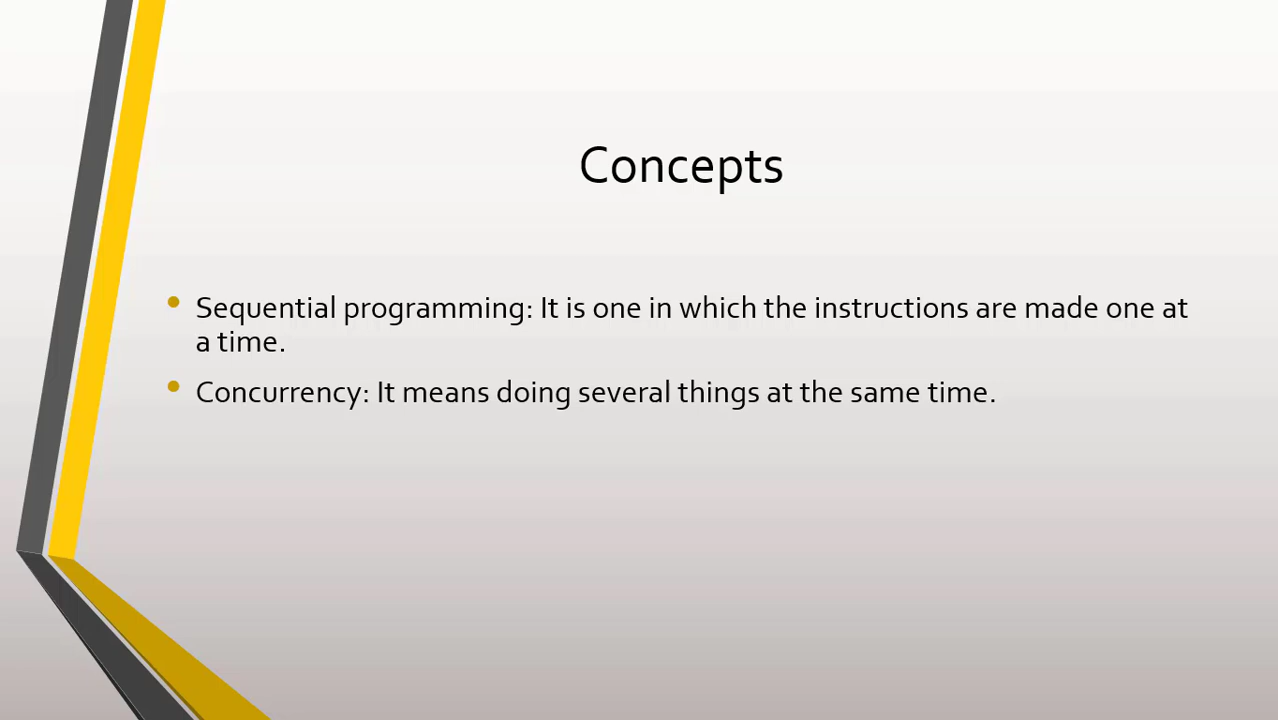 Concepts
• Sequential programming: It is one in which the instructions are made one at
a time.
• Concurrency: It means doing several things at the same time.